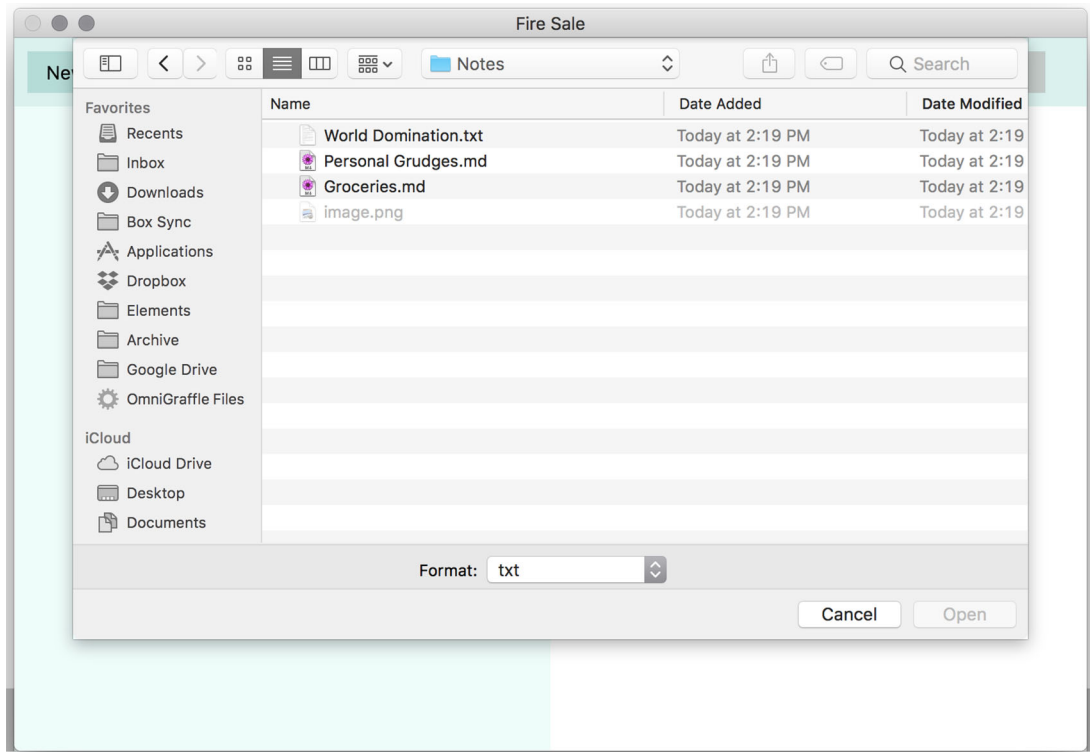 Fire Sale
Ne
Notes
Search
Favorites
Recents
Inbox
Downloads
Box Sync
Applications
Dropbox
Elements
Archive
Google Drive
OmniGraffle Files
iCloud
iCloud Drive
Desktop
Documents
Name Date Added Date Modified
World Domination.txt Today at 2:19 PM Today at 2:19
Personal Grudges.md Today at 2:19 PM Today at 2:19
Groceries.md Today at 2:19 PM Today at 2:19
image.png Today at 2:19 PM Today at 2:19
Format: txt
Cancel Open